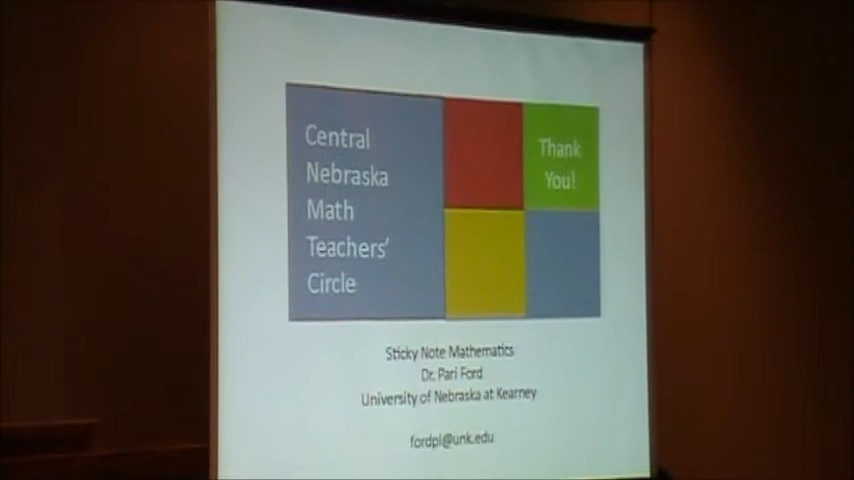 Central
Nebraska
Math
Teachers'
Circle
Thank
You!
Sticky Note Mathematics
Dr. Pari Ford
University of Nebraska at Kearney
fordpl@unk.edu